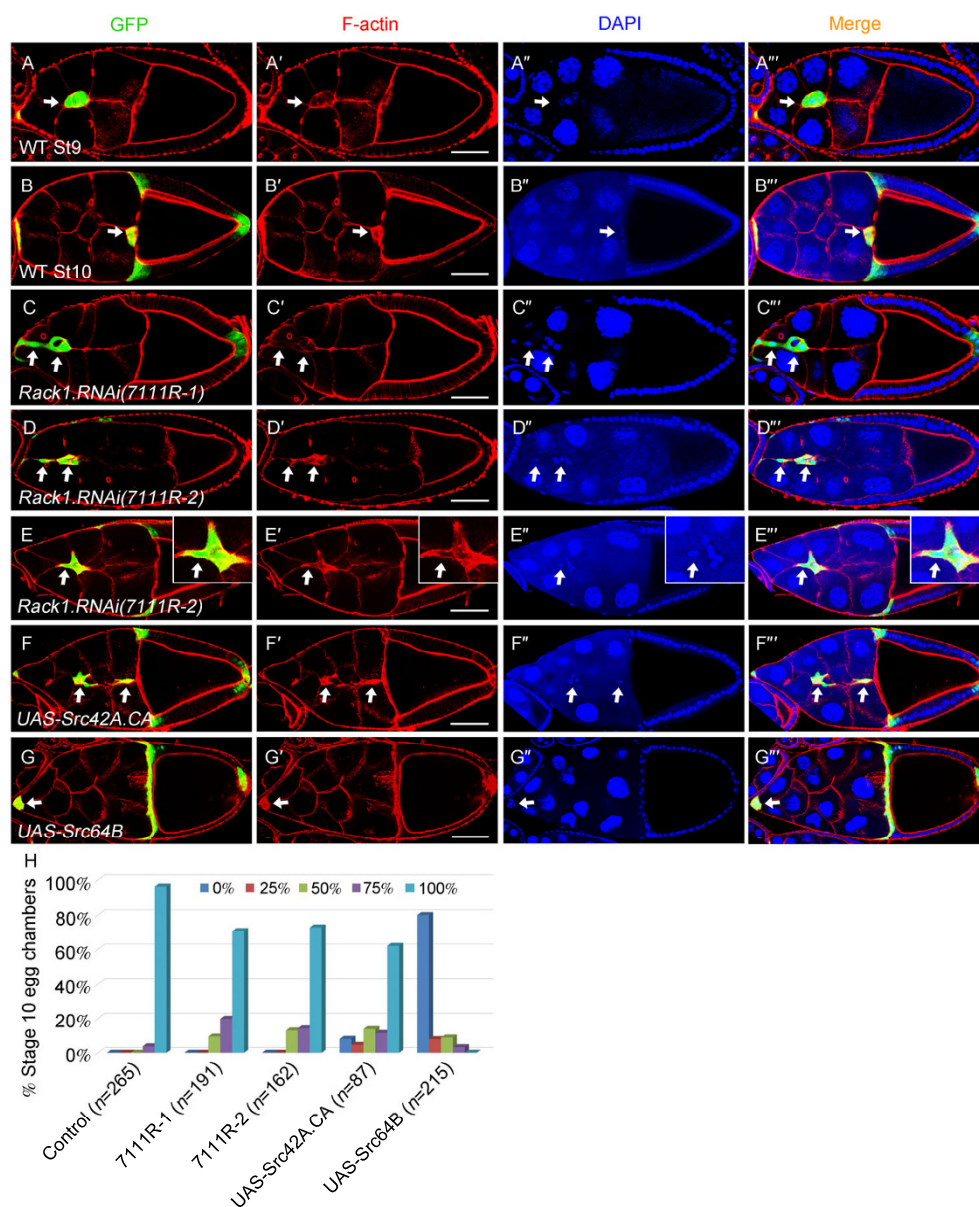 GFP F-actin DAPI Merge
A A′ A″ A‴
WT St9
B B′ B″ B‴
WT St10
C C′ C″ C‴
Rack1.RNAi(7111R-1)
D D′ D″ D‴
Rack1.RNAi(7111R-2)
E E′ E″ E‴
Rack1.RNAi(7111R-2)
F F′ F″ F‴
UAS-Src42A.CA
G G′ G″ G‴
UAS-Src64B
H
% Stage 10 egg chambers
0% 25% 50% 75% 100%
100%
80%
60%
40%
20%
0%
Control (n=265)
7111R-1 (n=191)
7111R-2 (n=162)
UAS-Src42A.CA (n=87)
UAS-Src64B (n=215)